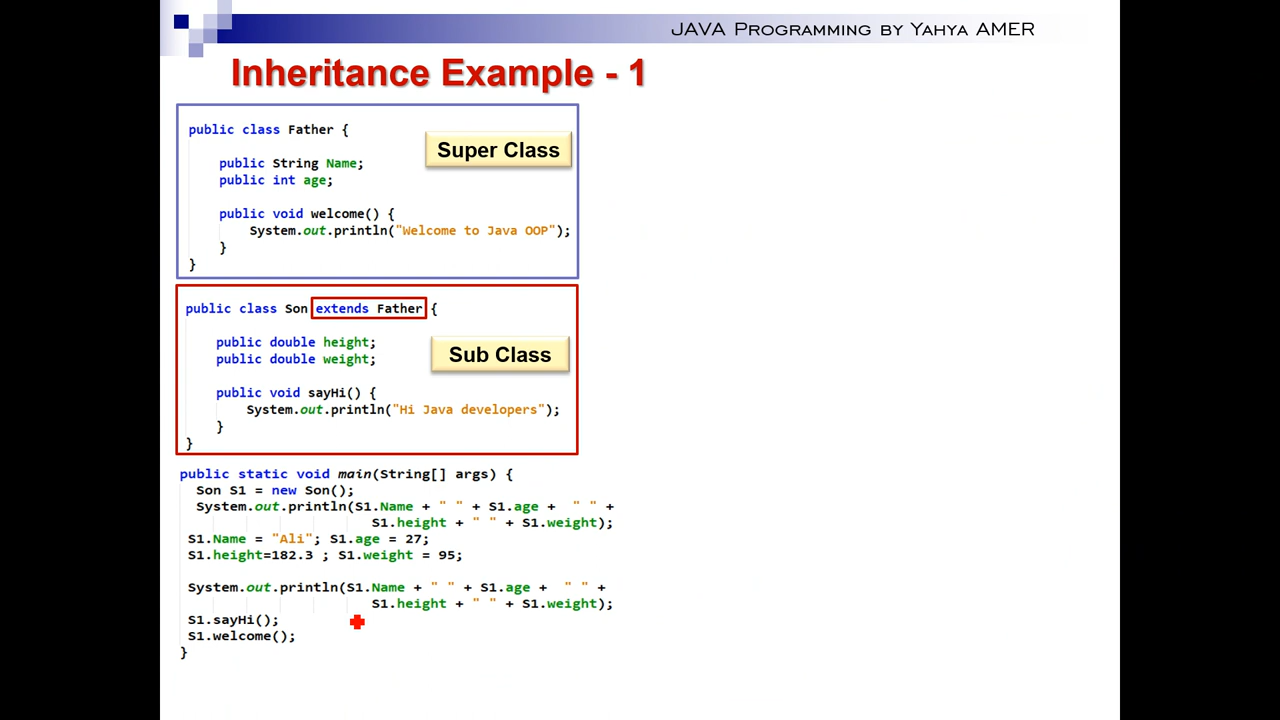 JAVA Programming by Yahya AMER
Inheritance Example - 1
public class Father {
Super Class
public String Name;
public int age;
public void welcome() {
System.out.println("Welcome to Java OOP");
}
}
public class Son extends Father {
public double height;
public double weight;
Sub Class
public void sayHi() {
System.out.println("Hi Java developers");
}
}
public static void main(String[] args) {
Son S1 = new Son();
System.out.println(S1.Name + " " + S1.age + " " +
S1.height + " " + S1.weight);
S1.Name = "Ali"; S1.age = 27;
S1.height=182.3 ; S1.weight = 95;
System.out.println(S1.Name + " " + S1.age + " " +
S1.height + " " + S1.weight);
S1.sayHi();
S1.welcome();
}